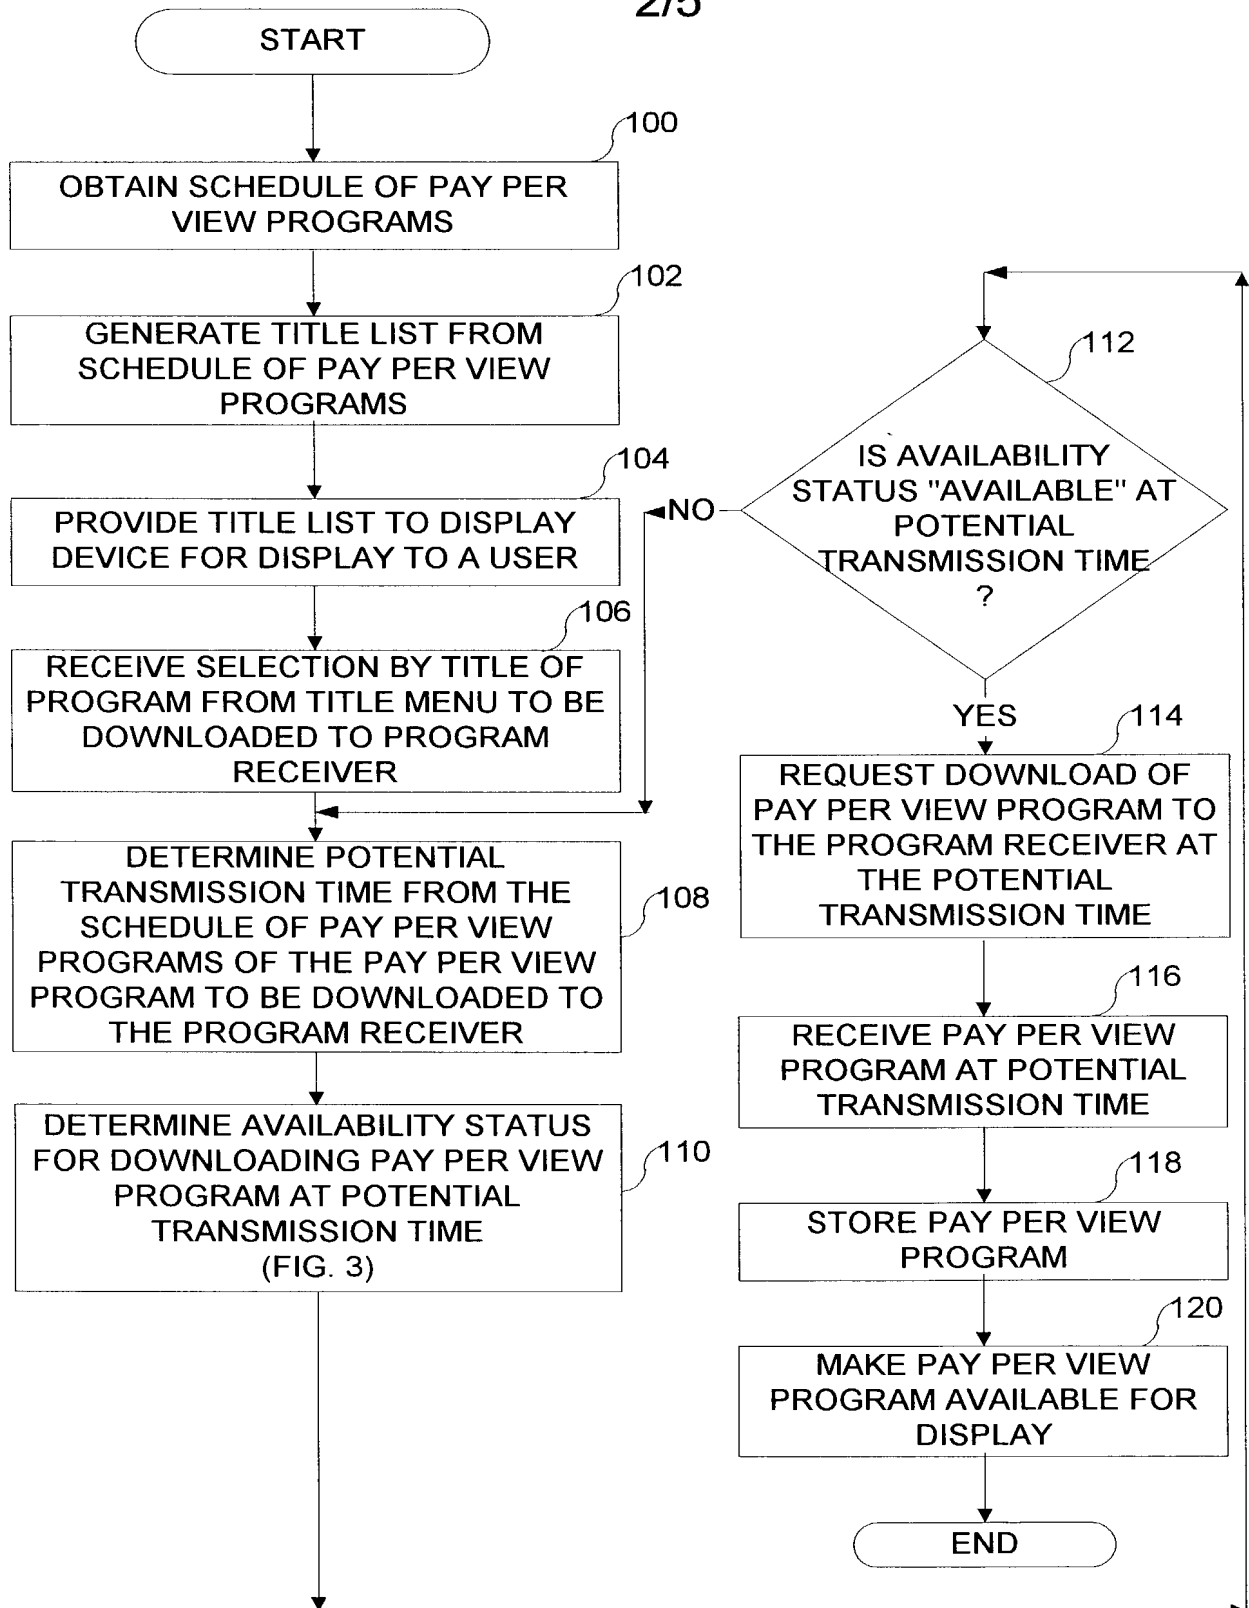 2/5
START
100
OBTAIN SCHEDULE OF PAY PER
VIEW PROGRAMS
102
GENERATE TITLE LIST FROM
SCHEDULE OF PAY PER VIEW
PROGRAMS
104
PROVIDE TITLE LIST TO DISPLAY
DEVICE FOR DISPLAY TO A USER
106
RECEIVE SELECTION BY TITLE OF
PROGRAM FROM TITLE MENU TO BE
DOWNLOADED TO PROGRAM
RECEIVER
DETERMINE POTENTIAL
TRANSMISSION TIME FROM THE
SCHEDULE OF PAY PER VIEW
PROGRAMS OF THE PAY PER VIEW
PROGRAM TO BE DOWNLOADED TO
THE PROGRAM RECEIVER
108
DETERMINE AVAILABILITY STATUS
FOR DOWNLOADING PAY PER VIEW
PROGRAM AT POTENTIAL
TRANSMISSION TIME
(FIG. 3)
110
112
IS AVAILABILITY
STATUS "AVAILABLE" AT
POTENTIAL
TRANSMISSION TIME
?
NO
YES
114
REQUEST DOWNLOAD OF
PAY PER VIEW PROGRAM TO
THE PROGRAM RECEIVER AT
THE POTENTIAL
TRANSMISSION TIME
116
RECEIVE PAY PER VIEW
PROGRAM AT POTENTIAL
TRANSMISSION TIME
118
STORE PAY PER VIEW
PROGRAM
120
MAKE PAY PER VIEW
PROGRAM AVAILABLE FOR
DISPLAY
END